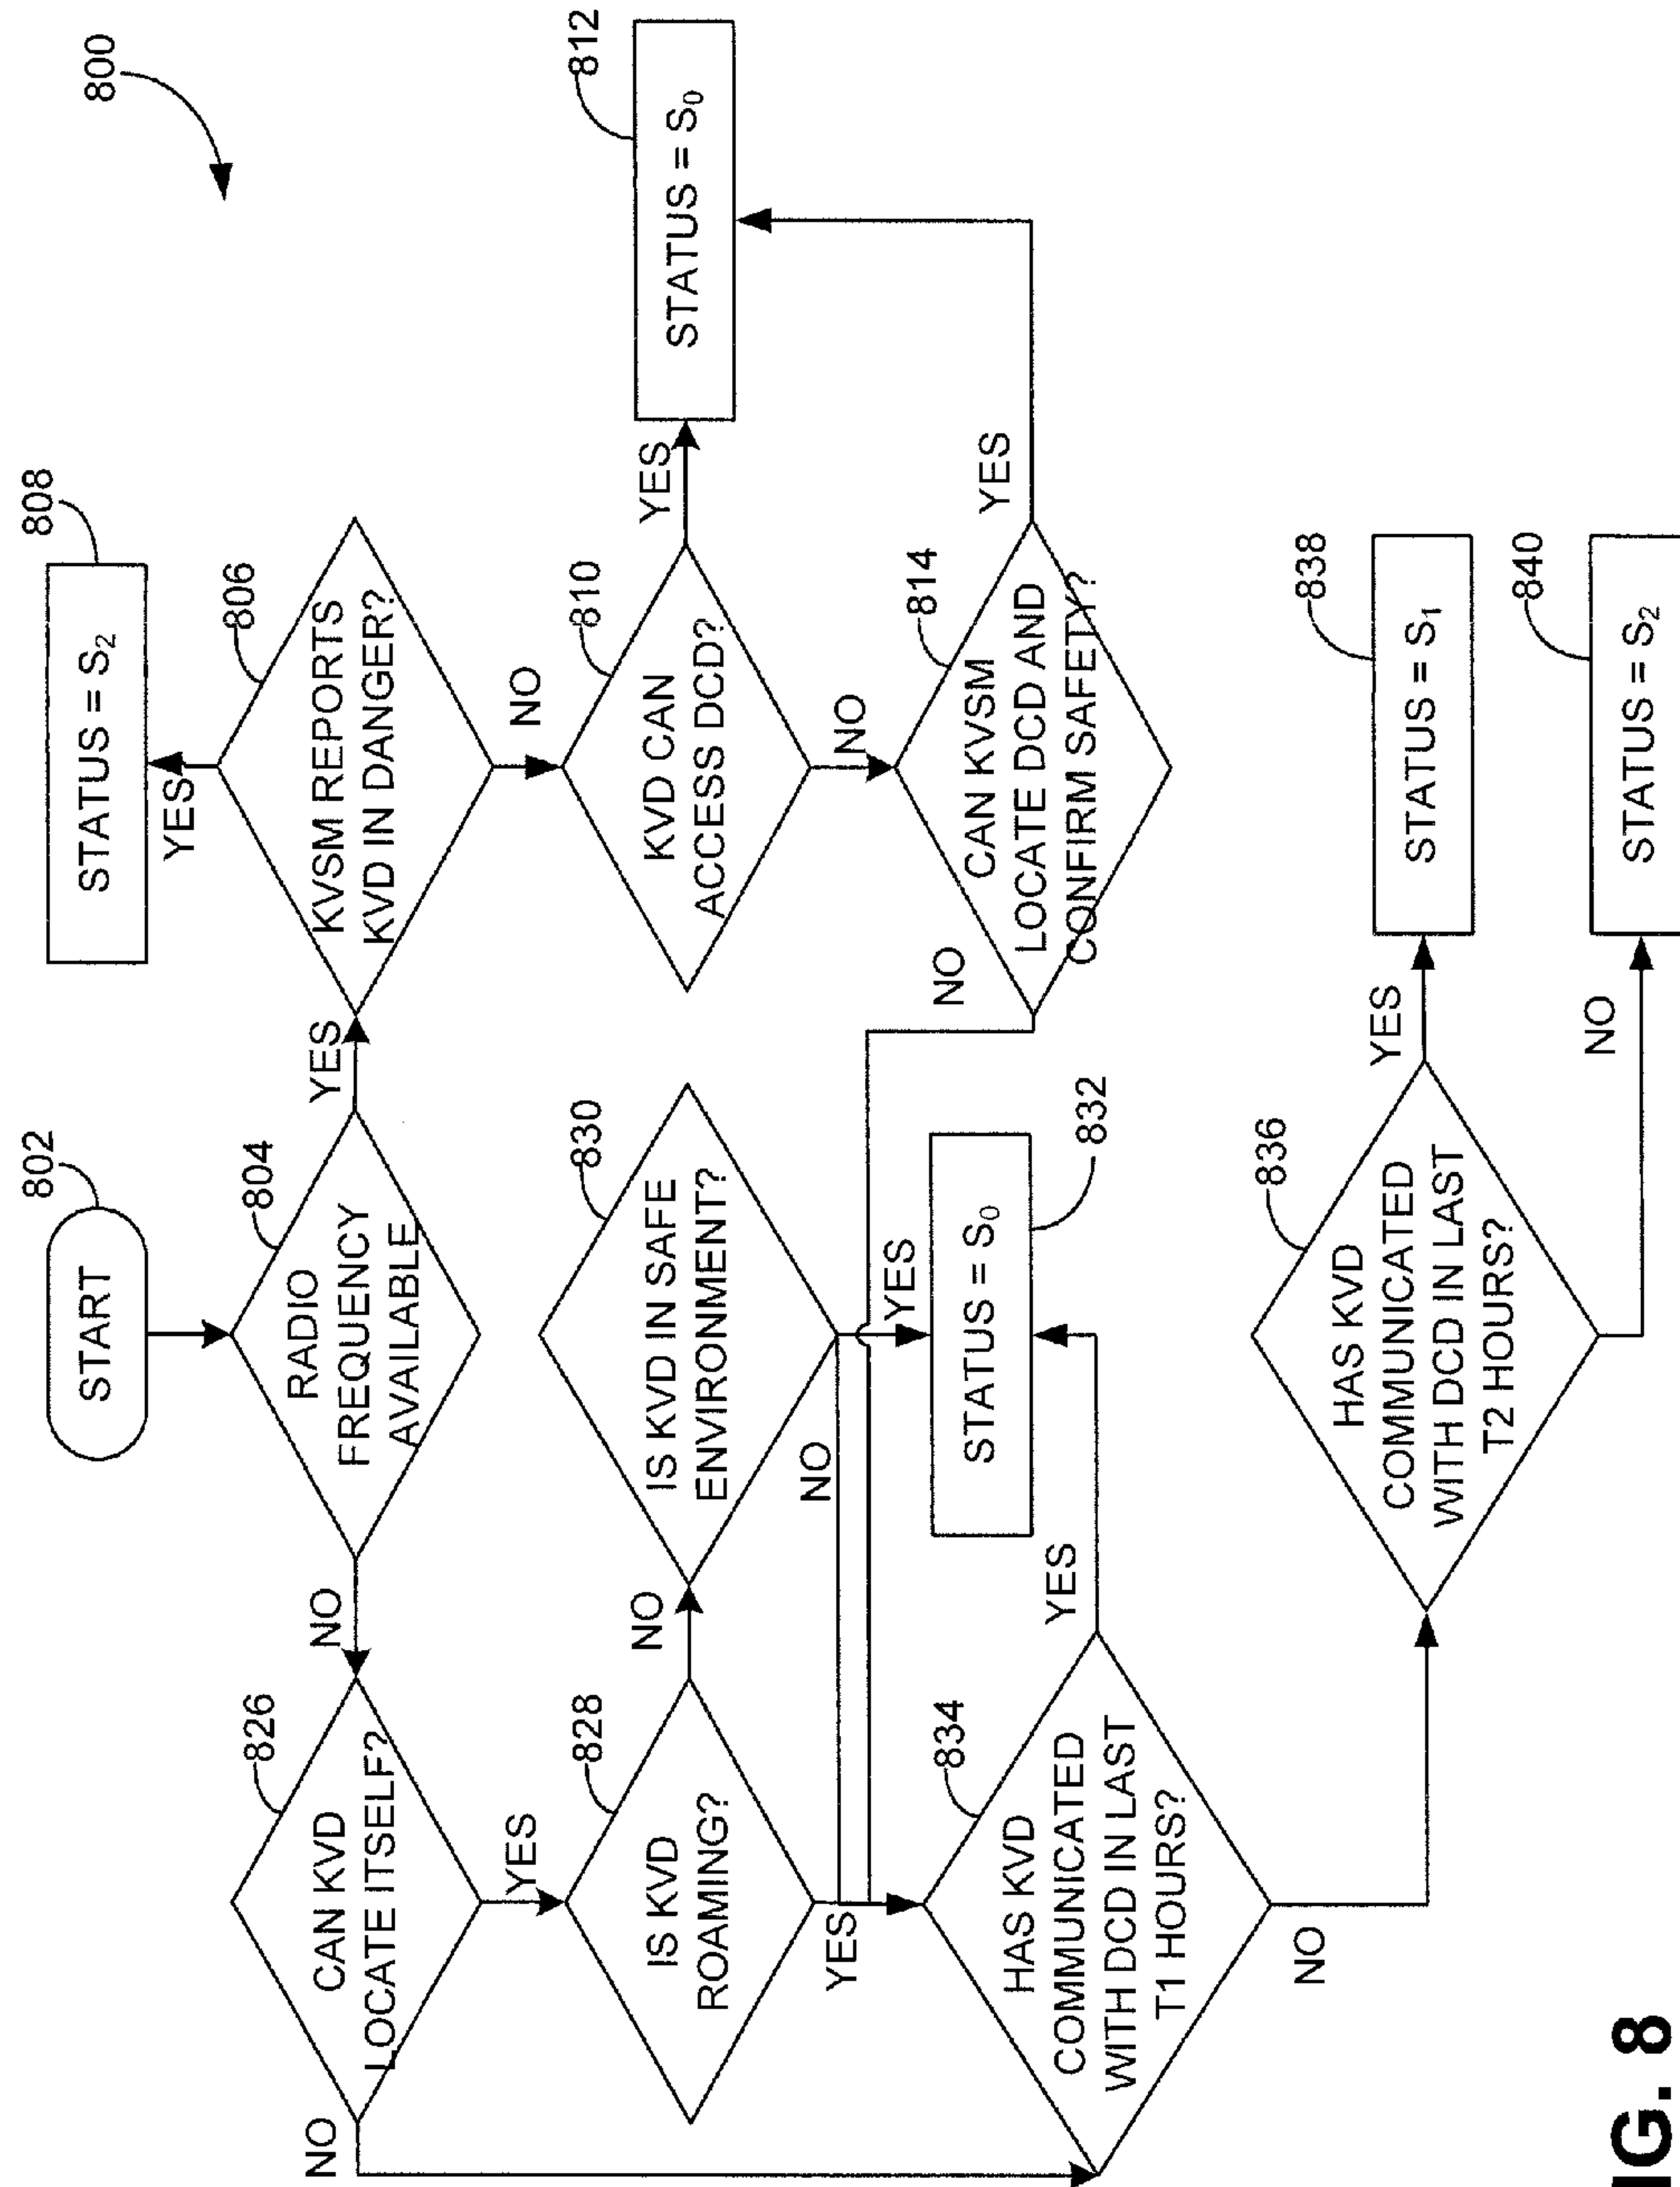 800
802
START
804
RADIO
FREQUENCY
AVAILABLE
NO
YES
806
KVSM REPORTS
KVD IN DANGER?
YES
808
STATUS = S₂
NO
810
KVD CAN
ACCESS DCD?
YES
812
STATUS = S₀
NO
814
CAN KVSM
LOCATE DCD AND
CONFIRM SAFETY?
YES
NO
826
CAN KVD
LOCATE ITSELF?
NO
YES
828
IS KVD
ROAMING?
NO
YES
830
IS KVD IN SAFE
ENVIRONMENT?
NO
YES
832
STATUS = S₀
834
HAS KVD
COMMUNICATED
WITH DCD IN LAST
T1 HOURS?
YES
NO
836
HAS KVD
COMMUNICATED
WITH DCD IN LAST
T2 HOURS?
YES
838
STATUS = S₁
NO
840
STATUS = S₂
IG. 8